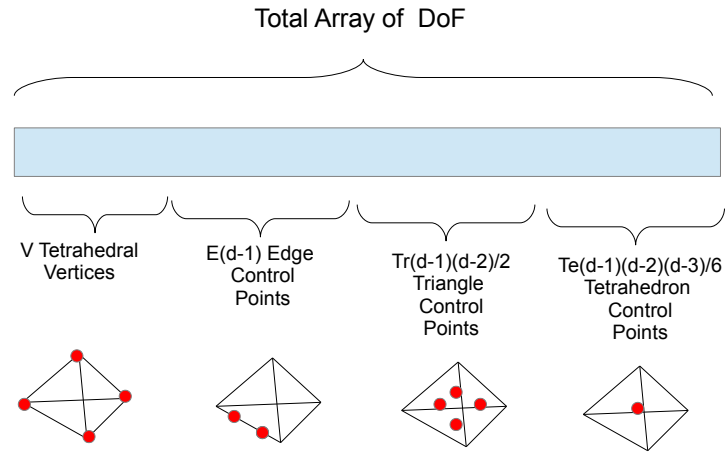 Total Array of DoF
V Tetrahedral
Vertices
E(d-1) Edge
Control
Points
Tr(d-1)(d-2)/2
Triangle
Control
Points
Te(d-1)(d-2)(d-3)/6
Tetrahedron
Control
Points